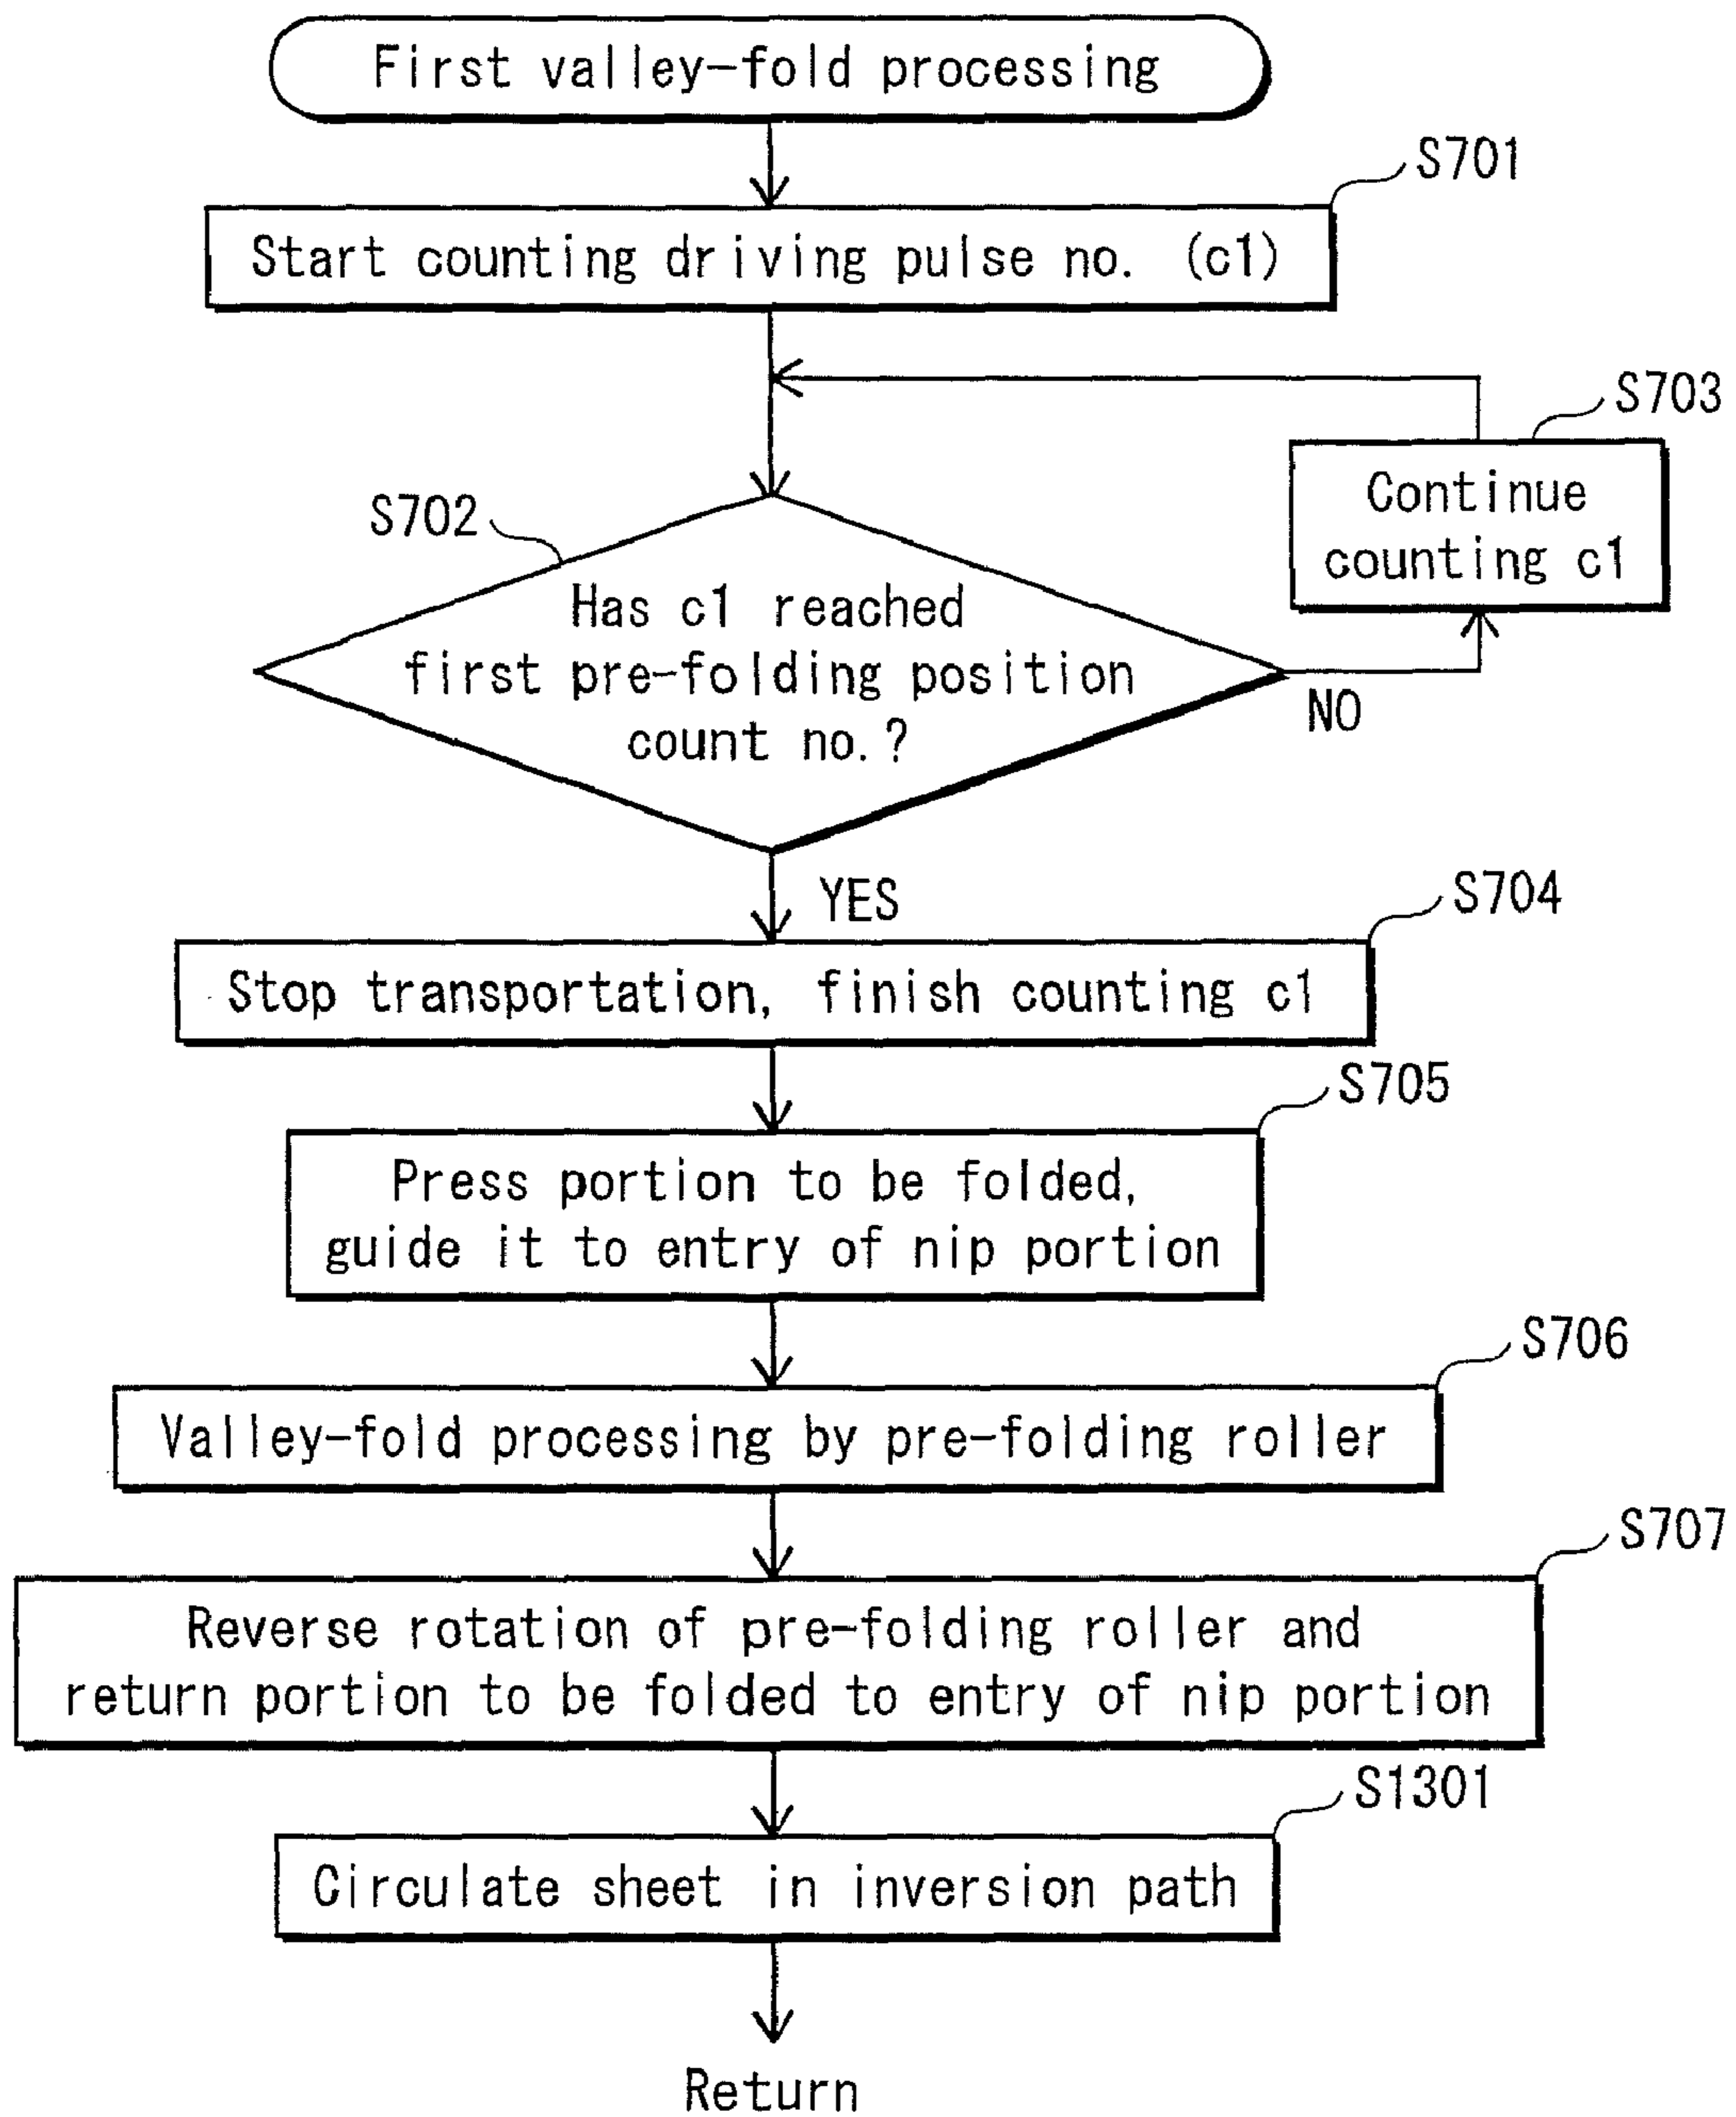 First valley-fold processing
S701
Start counting driving pulse no. (c1)
S703
Continue
counting c1
S702
Has c1 reached
first pre-folding position
count no.?
NO
YES
S704
Stop transportation, finish counting c1
S705
Press portion to be folded,
guide it to entry of nip portion
S706
Valley-fold processing by pre-folding roller
S707
Reverse rotation of pre-folding roller and
return portion to be folded to entry of nip portion
S1301
Circulate sheet in inversion path
Return